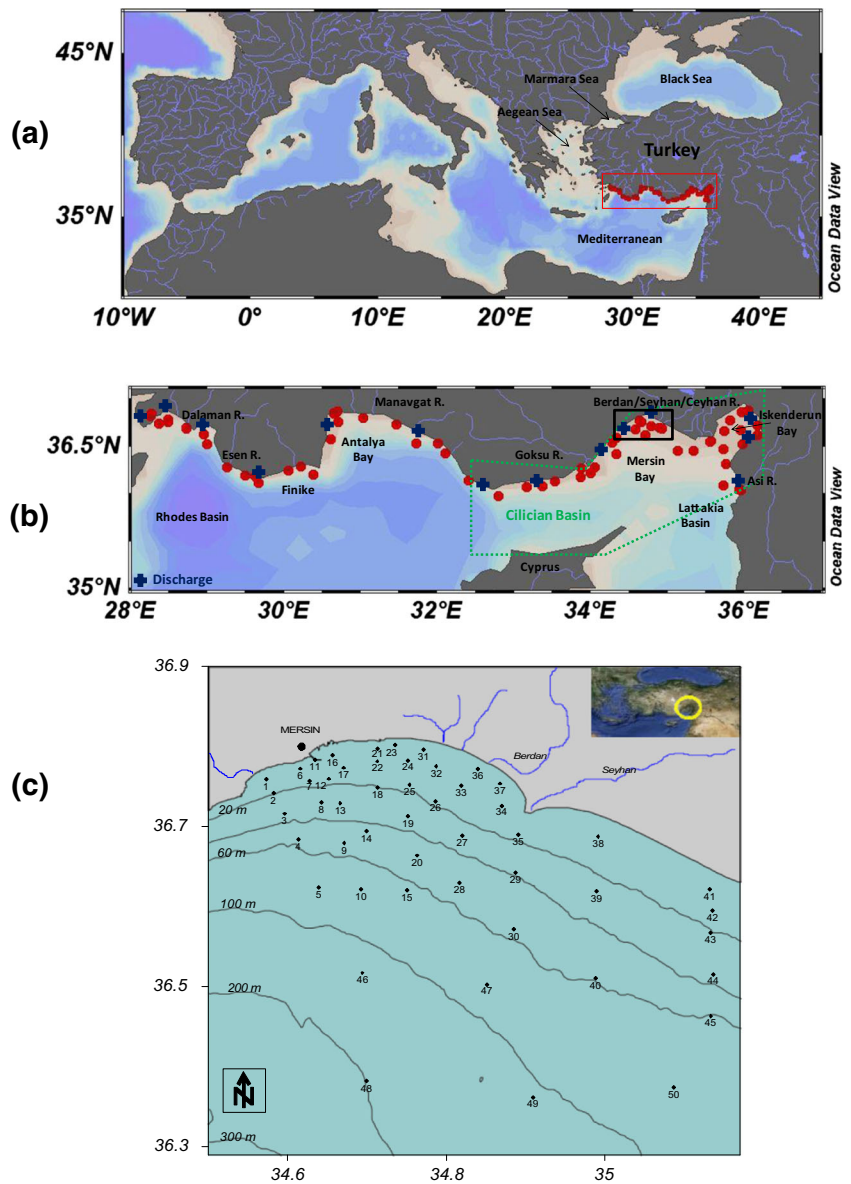 (a)
45°N
35°N
10°W
0°
10°E
20°E
30°E
40°E
Marmara Sea
Aegean Sea
Black Sea
Turkey
Mediterranean
Ocean Data View
(b)
36.5°N
35°N
28°E
30°E
32°E
34°E
36°E
Dalaman R.
Esen R.
Finike
Antalya
Bay
Manavgat R.
Goksu R.
Berdan/Seyhan/Ceyhan R.
Iskenderun
Bay
Mersin
Bay
Asi R.
Lattakia
Basin
Cilician Basin
Rhodes Basin
Cyprus
Discharge
Ocean Data View
(c)
36.9
36.7
36.5
36.3
34.6
34.8
35
MERSIN
Berdan
Seyhan
20 m
60 m
100 m
200 m
300 m
N
1
2
3
4
5
6
7
8
9
10
11
12
13
14
15
16
17
18
19
20
21
22
23
24
25
26
27
28
29
30
31
32
33
34
35
36
37
38
39
40
41
42
43
44
45
46
47
48
49
50